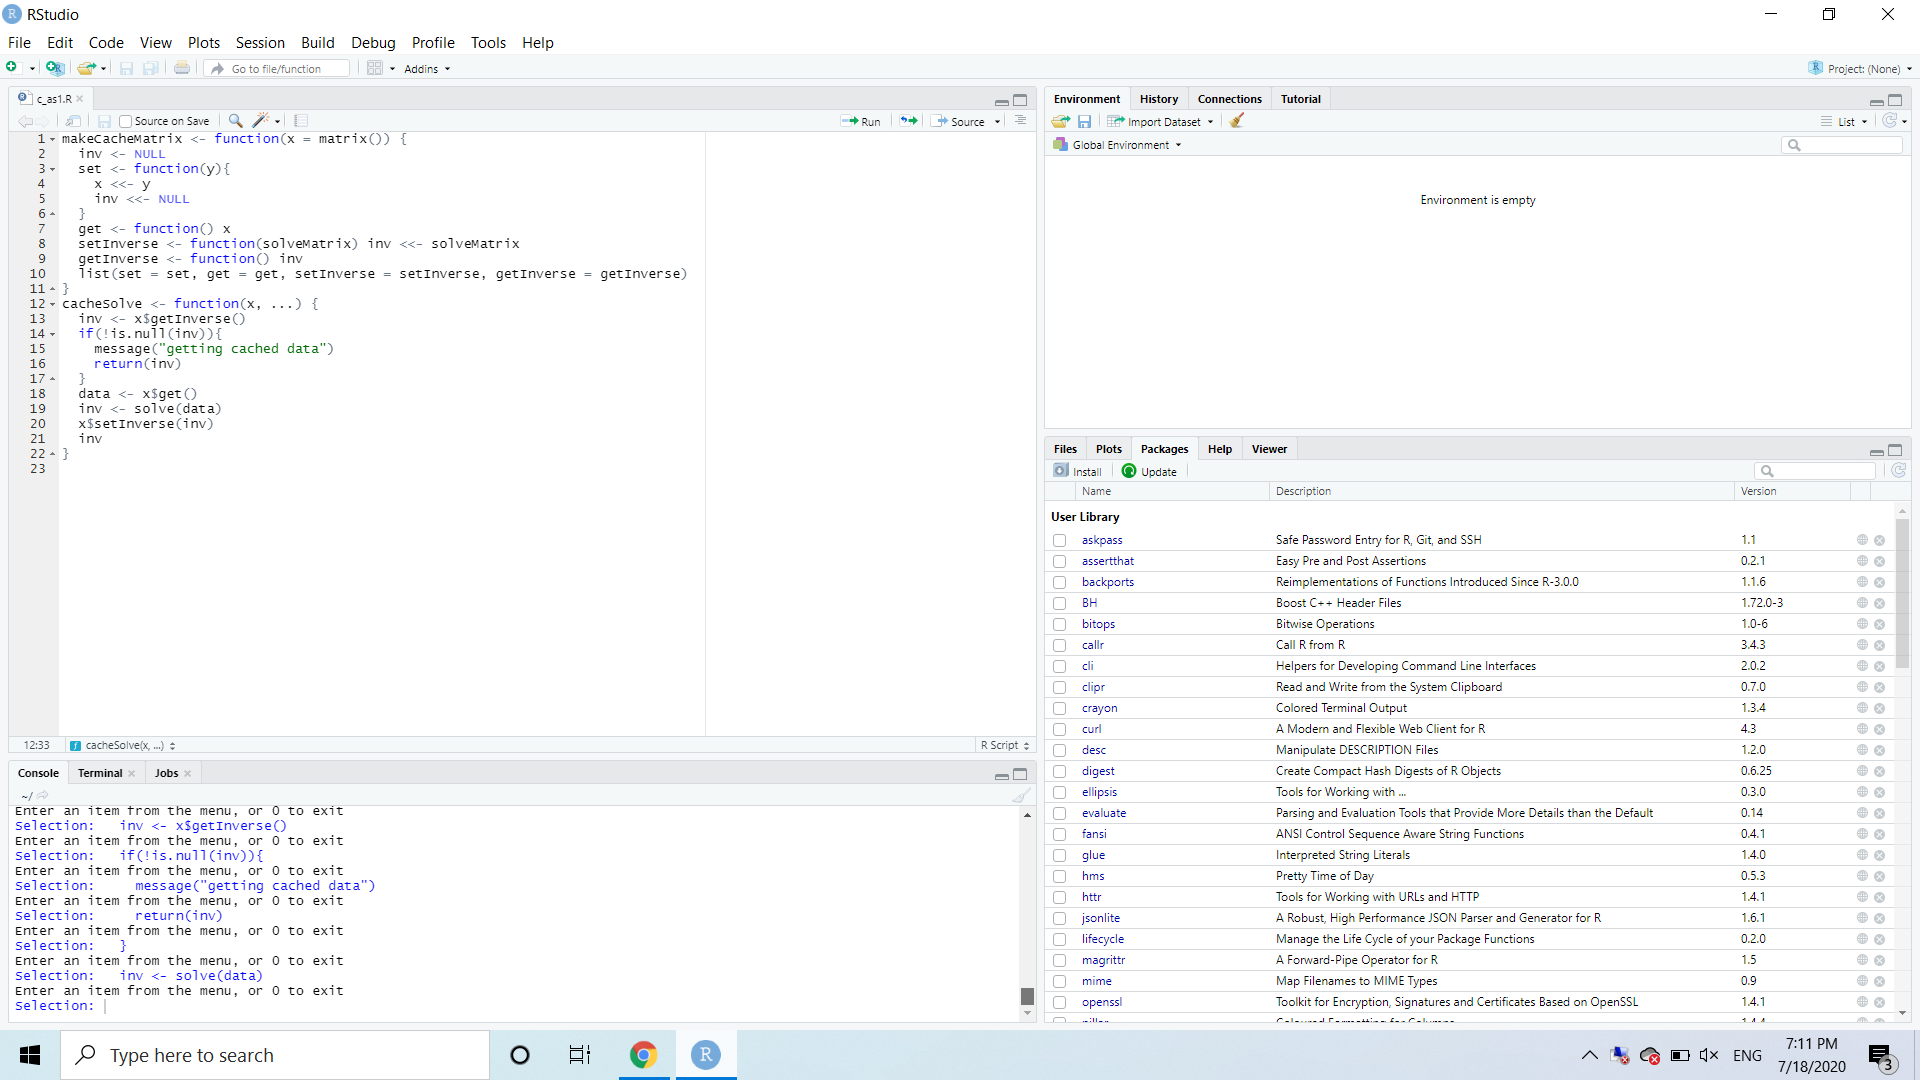 RStudio
File Edit Code View Plots Session Build Debug Profile Tools Help
Go to file/function Addins Project: (None)
c_as1.R
Source on Save Run Source
1 makeCacheMatrix <- function(x = matrix()) {
2 inv <- NULL
3 set <- function(y){
4 x <<- y
5 inv <<- NULL
6 }
7 get <- function() x
8 setInverse <- function(solveMatrix) inv <<- solveMatrix
9 getInverse <- function() inv
10 list(set = set, get = get, setInverse = setInverse, getInverse = getInverse)
11 }
12 cacheSolve <- function(x, ...) {
13 inv <- x$getInverse()
14 if(!is.null(inv)){
15 message("getting cached data")
16 return(inv)
17 }
18 data <- x$get()
19 inv <- solve(data)
20 x$setInverse(inv)
21 inv
22 }
23
12:33 cacheSolve(x, ...) R Script
Console Terminal Jobs
~/
Enter an item from the menu, or 0 to exit
Selection: inv <- x$getInverse()
Enter an item from the menu, or 0 to exit
Selection: if(!is.null(inv)){
Enter an item from the menu, or 0 to exit
Selection: message("getting cached data")
Enter an item from the menu, or 0 to exit
Selection: return(inv)
Enter an item from the menu, or 0 to exit
Selection: }
Enter an item from the menu, or 0 to exit
Selection: inv <- solve(data)
Enter an item from the menu, or 0 to exit
Selection:
Environment History Connections Tutorial
Import Dataset List
Global Environment
Environment is empty
Files Plots Packages Help Viewer
Install Update
Name Description Version
User Library
askpass Safe Password Entry for R, Git, and SSH 1.1
assertthat Easy Pre and Post Assertions 0.2.1
backports Reimplementations of Functions Introduced Since R-3.0.0 1.1.6
BH Boost C++ Header Files 1.72.0-3
bitops Bitwise Operations 1.0-6
callr Call R from R 3.4.3
cli Helpers for Developing Command Line Interfaces 2.0.2
clipr Read and Write from the System Clipboard 0.7.0
crayon Colored Terminal Output 1.3.4
curl A Modern and Flexible Web Client for R 4.3
desc Manipulate DESCRIPTION Files 1.2.0
digest Create Compact Hash Digests of R Objects 0.6.25
ellipsis Tools for Working with ... 0.3.0
evaluate Parsing and Evaluation Tools that Provide More Details than the Default 0.14
fansi ANSI Control Sequence Aware String Functions 0.4.1
glue Interpreted String Literals 1.4.0
hms Pretty Time of Day 0.5.3
httr Tools for Working with URLs and HTTP 1.4.1
jsonlite A Robust, High Performance JSON Parser and Generator for R 1.6.1
lifecycle Manage the Life Cycle of your Package Functions 0.2.0
magrittr A Forward-Pipe Operator for R 1.5
mime Map Filenames to MIME Types 0.9
openssl Toolkit for Encryption, Signatures and Certificates Based on OpenSSL 1.4.1
Type here to search
ENG
7:11 PM
7/18/2020
3